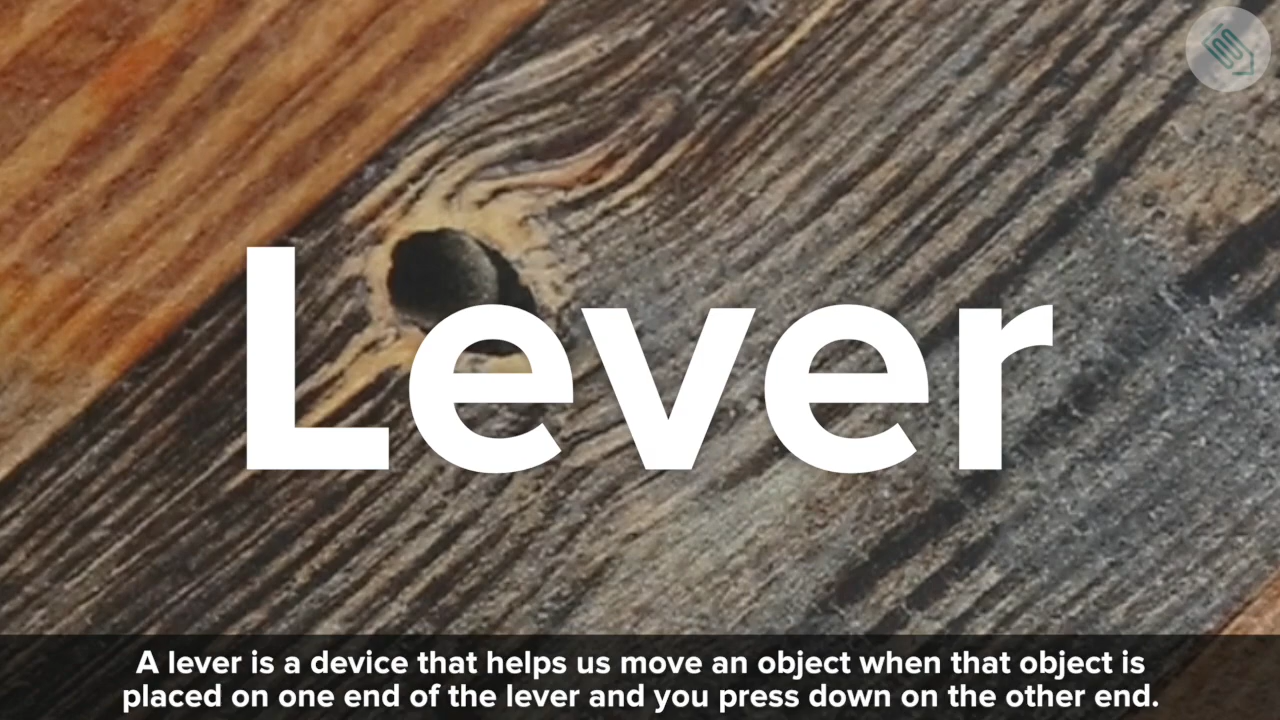 Lever
A lever is a device that helps us move an object when that object is
placed on one end of the lever and you press down on the other end.